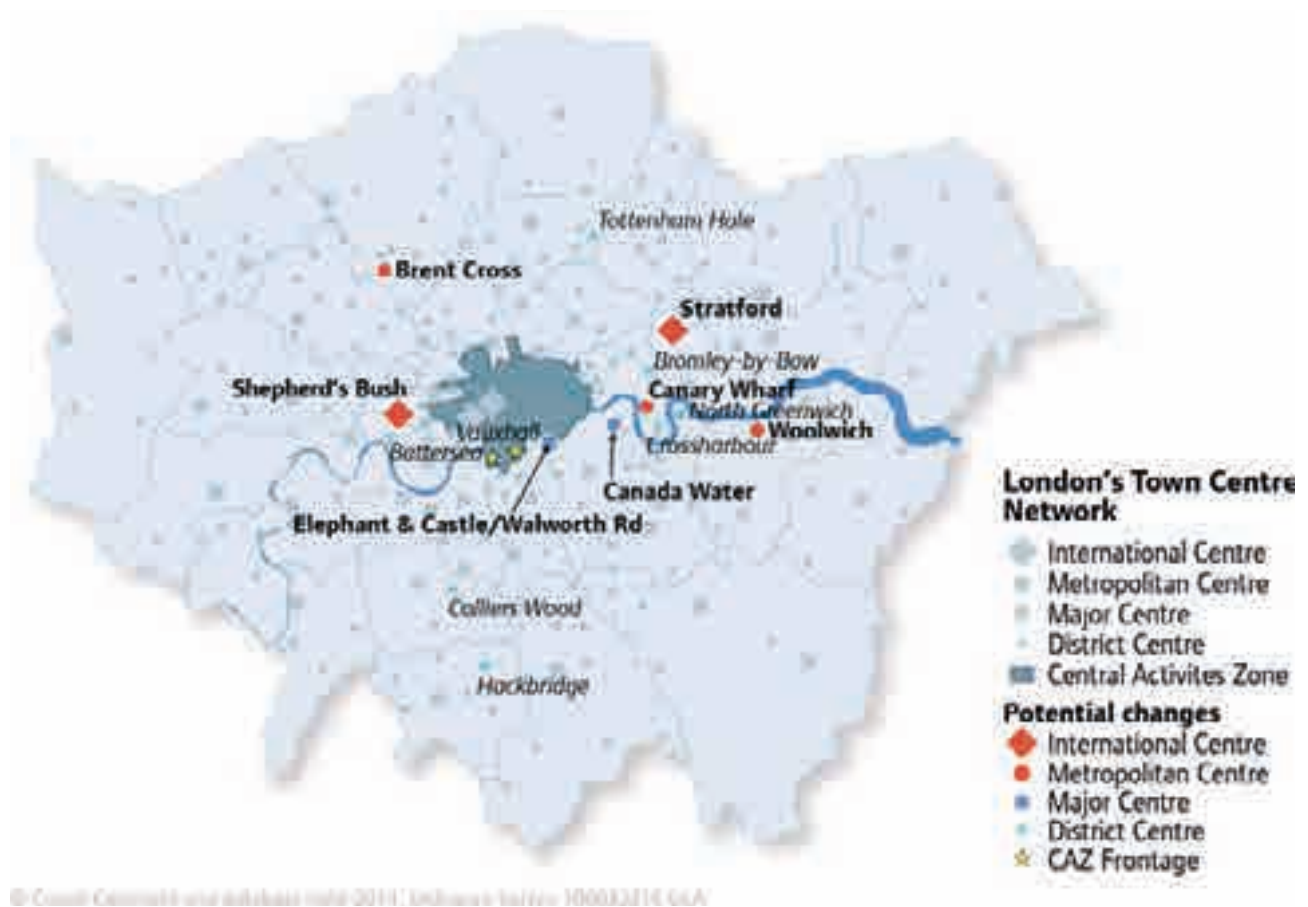 Tottenham Hale
Brent Cross
Stratford
Bromley-by-Bow
Shepherd's Bush
Canary Wharf
North Greenwich
Vauxhall
Woolwich
Battersea
Crossharbour
Canada Water
Elephant & Castle/Walworth Rd
Colliers Wood
Hackbridge
London's Town Centre
Network
International Centre
Metropolitan Centre
Major Centre
District Centre
Central Activites Zone
Potential changes
International Centre
Metropolitan Centre
Major Centre
District Centre
CAZ Frontage